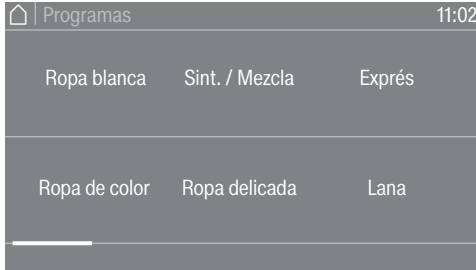 Programas 11:02
Ropa blanca Sint. / Mezcla Exprés
Ropa de color Ropa delicada Lana